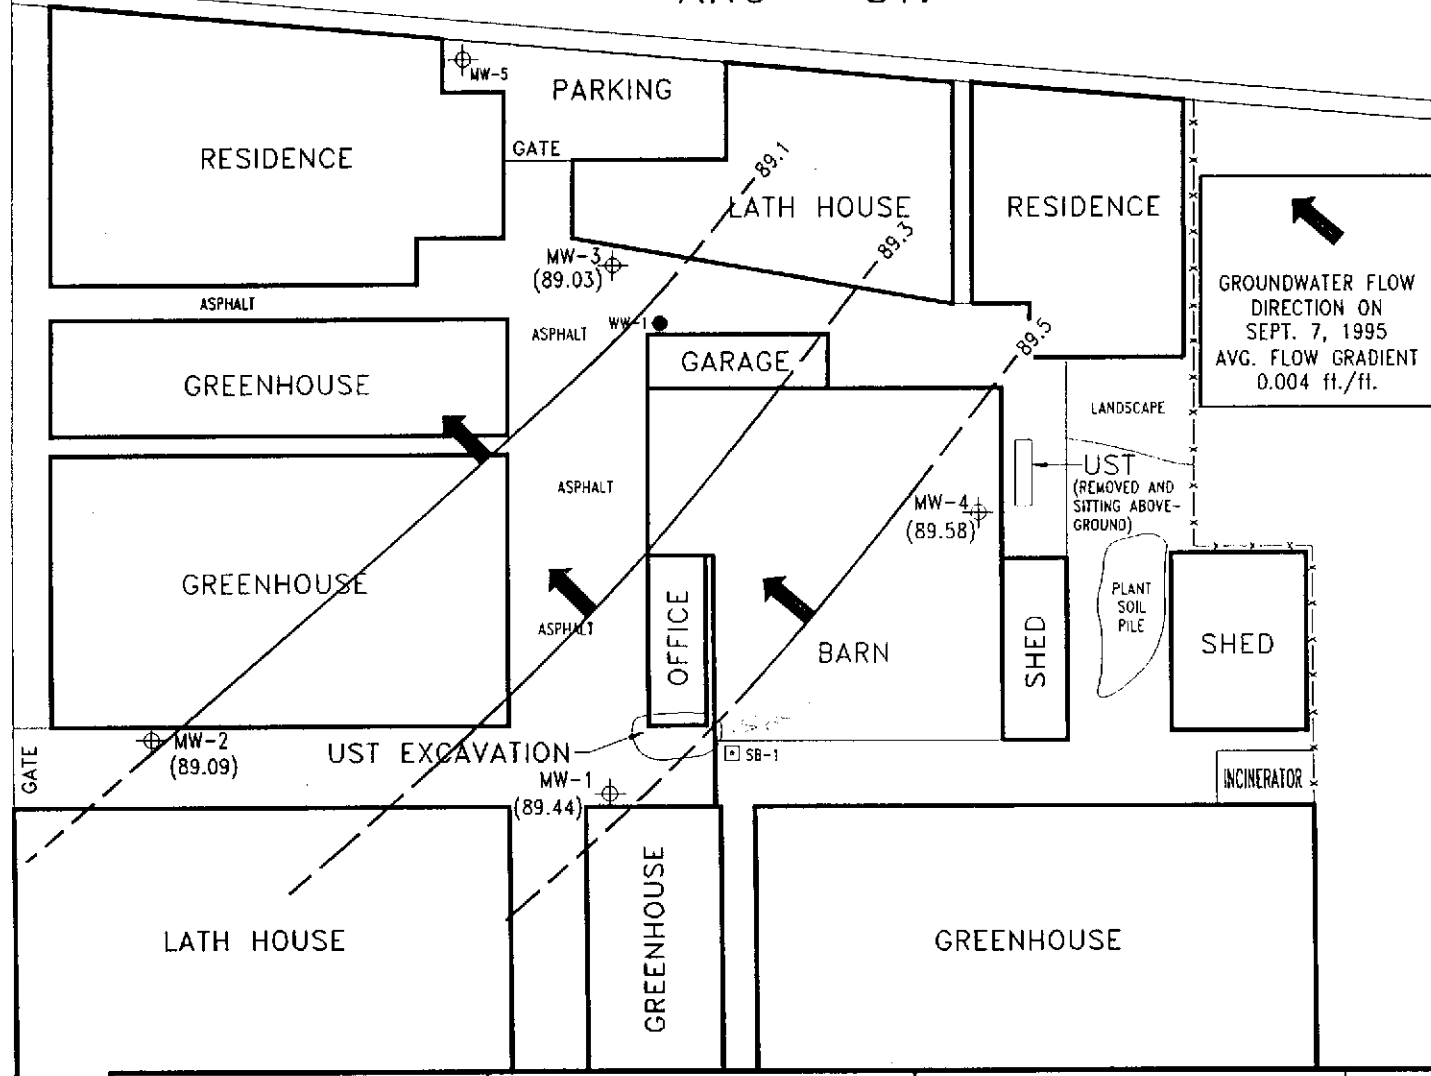 MW-5
PARKING
RESIDENCE
GATE
89.1
LATH HOUSE
RESIDENCE
89.3
MW-3
(89.03)
GROUNDWATER FLOW
DIRECTION ON
SEPT. 7, 1995
AVG. FLOW GRADIENT
0.004 ft./ft.
ASPHALT
ASPHALT
WW-1
89.5
GARAGE
GREENHOUSE
LANDSCAPE
UST
(REMOVED AND
SITTING ABOVE-
GROUND)
ASPHALT
MW-4
(89.58)
GREENHOUSE
OFFICE
PLANT
SOIL
PILE
ASPHALT
BARN
SHED
SHED
MW-2
(89.09)
UST EXCAVATION
SB-1
GATE
MW-1
(89.44)
INCINERATOR
LATH HOUSE
GREENHOUSE
GREENHOUSE